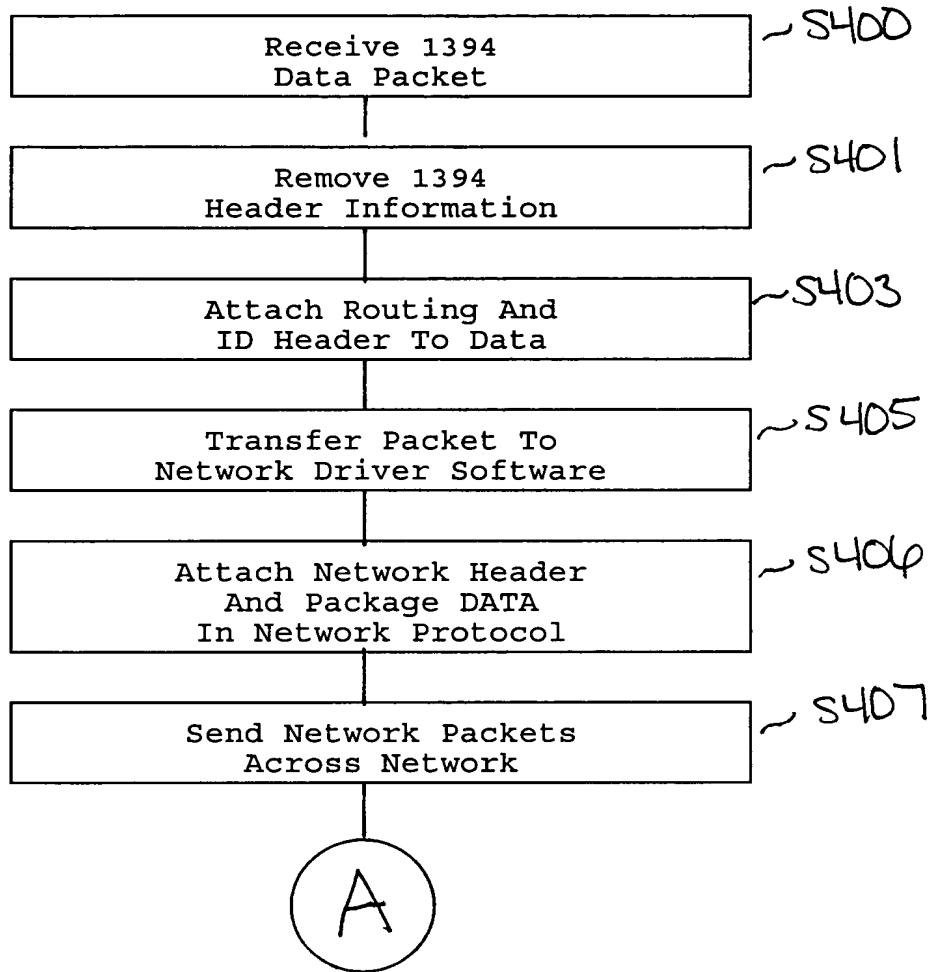 Receive 1394
Data Packet
S400
Remove 1394
Header Information
S401
Attach Routing And
ID Header To Data
S403
Transfer Packet To
Network Driver Software
S405
Attach Network Header
And Package DATA
In Network Protocol
S406
Send Network Packets
Across Network
S407
A